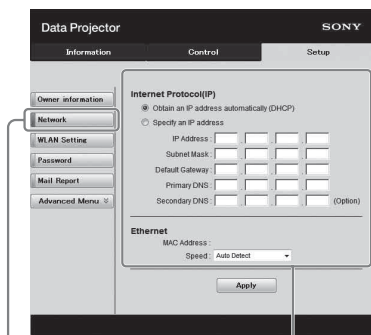 Data Projector SONY
Information Control Setup
Owner information
Network
WLAN Setting
Password
Mail Report
Advanced Menu
Internet Protocol(IP)
Obtain an IP address automatically (DHCP)
Specify an IP address
IP Address :
Subnet Mask :
Default Gateway :
Primary DNS :
Secondary DNS : (Option)
Ethernet
MAC Address :
Speed : Auto Detect
Apply